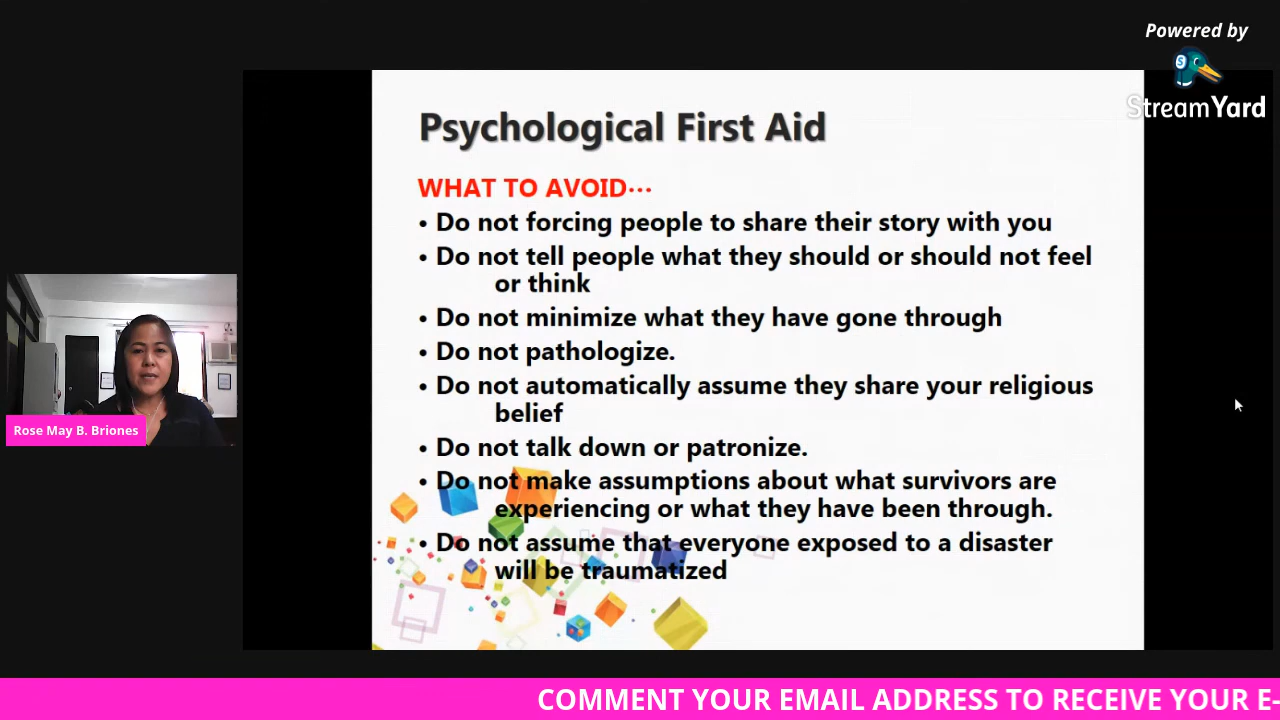 Powered by
StreamYard
Psychological First Aid
WHAT TO AVOID…
• Do not forcing people to share their story with you
• Do not tell people what they should or should not feel
or think
• Do not minimize what they have gone through
• Do not pathologize.
• Do not automatically assume they share your religious
belief
• Do not talk down or patronize.
• Do not make assumptions about what survivors are
experiencing or what they have been through.
• Do not assume that everyone exposed to a disaster
will be traumatized
Rose May B. Briones
COMMENT YOUR EMAIL ADDRESS TO RECEIVE YOUR E-